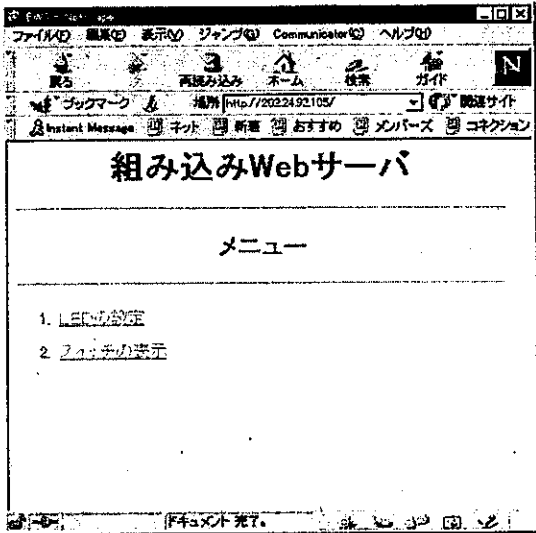 ファイル(F) 編集(E) 表示(V) ジャンプ(G) Communicator(C) ヘルプ(H)
戻る 再読み込み ホーム 検索 ガイド
N
ブックマーク 場所 http://202.24.92.105/ 関連サイト
Instant Message ネット 新着 おすすめ メンバーズ コネクション
組み込みWebサーバ
メニュー
1. LEDの設定
2. スイッチの表示
ドキュメント完了。